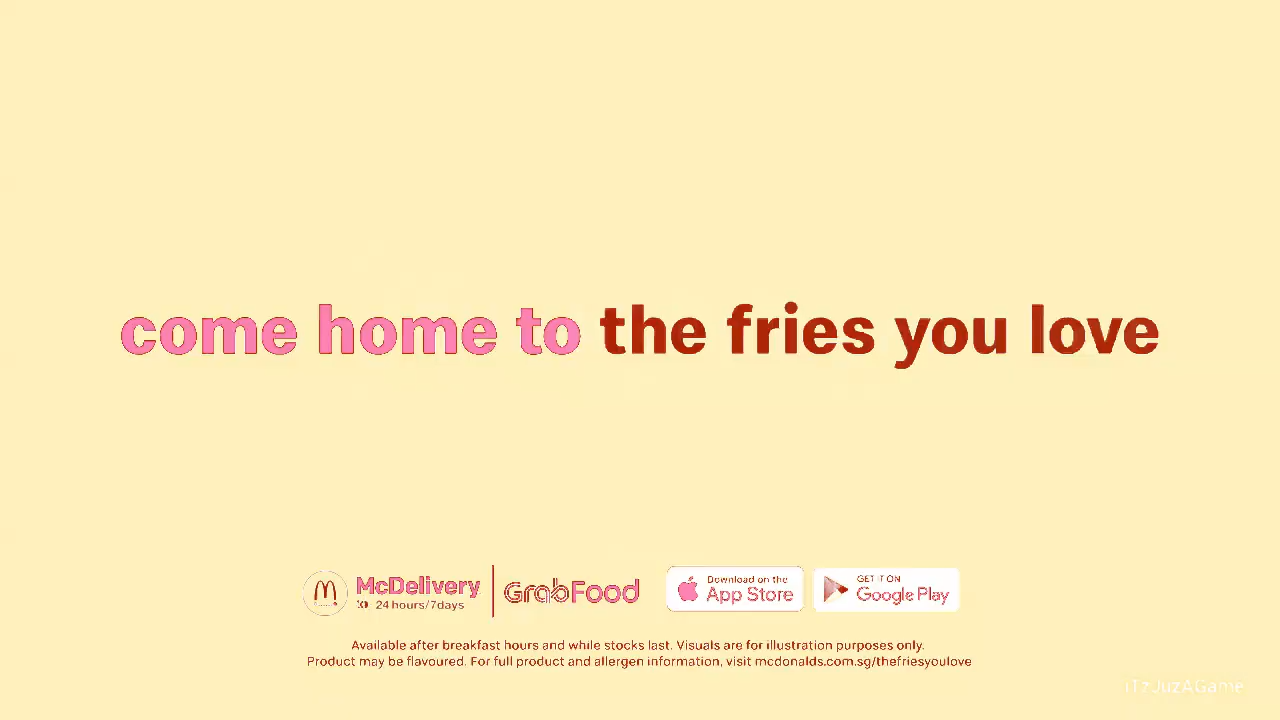 come home to the fries you love
McDelivery
24 hours/7days
GrabFood
Download on the
App Store
GET IT ON
Google Play
Available after breakfast hours and while stocks last. Visuals are for illustration purposes only.
Product may be flavoured. For full product and allergen information, visit mcdonalds.com.sg/thefriesyoulove
iTzJuzAGame